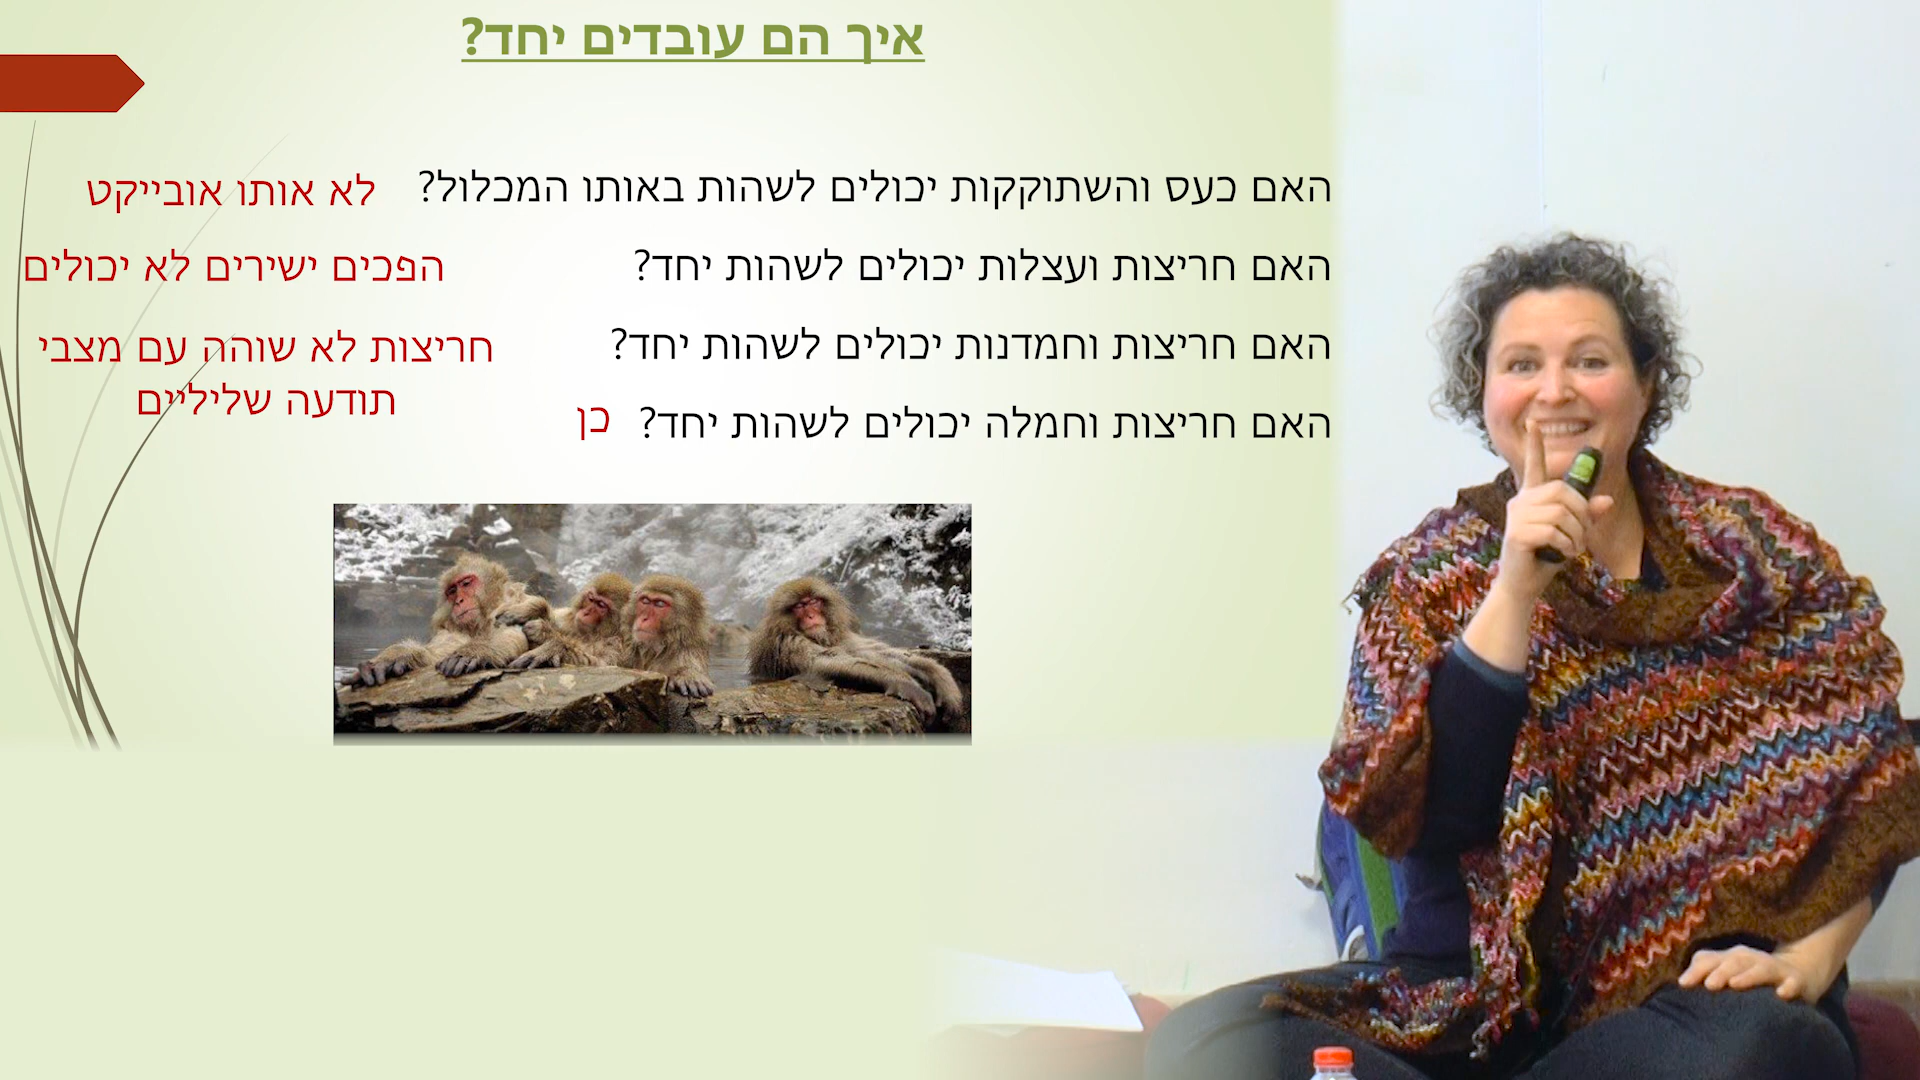 איך הם עובדים יחד?
האם כעס והשתוקקות יכולים לשהות באותו המכלול? לא אותו אובייקט
האם חריצות ועצלות יכולים לשהות יחד? הפכים ישירים לא יכולים
האם חריצות וחמדנות יכולים לשהות יחד? חריצות לא שוהה עם מצבי
תודעה שליליים
האם חריצות וחמלה יכולים לשהות יחד? כן